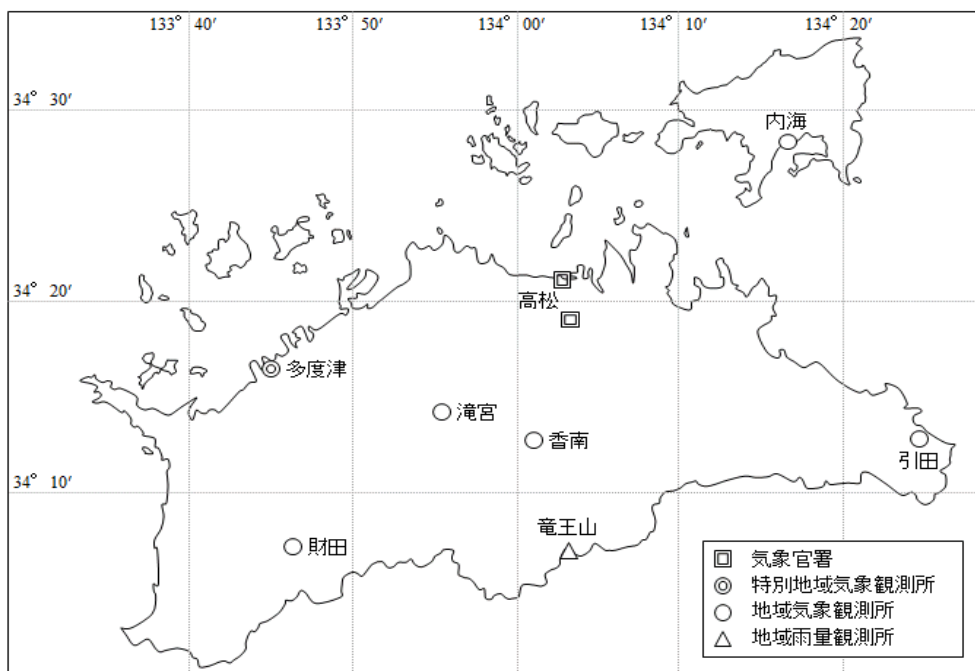 133° 40′
133° 50′
134° 00′
134° 10′
134° 20′
34° 30′
内海
34° 20′
高松
多度津
滝宮
香南
引田
34° 10′
竜王山
財田
気象官署
特別地域気象観測所
地域気象観測所
地域雨量観測所